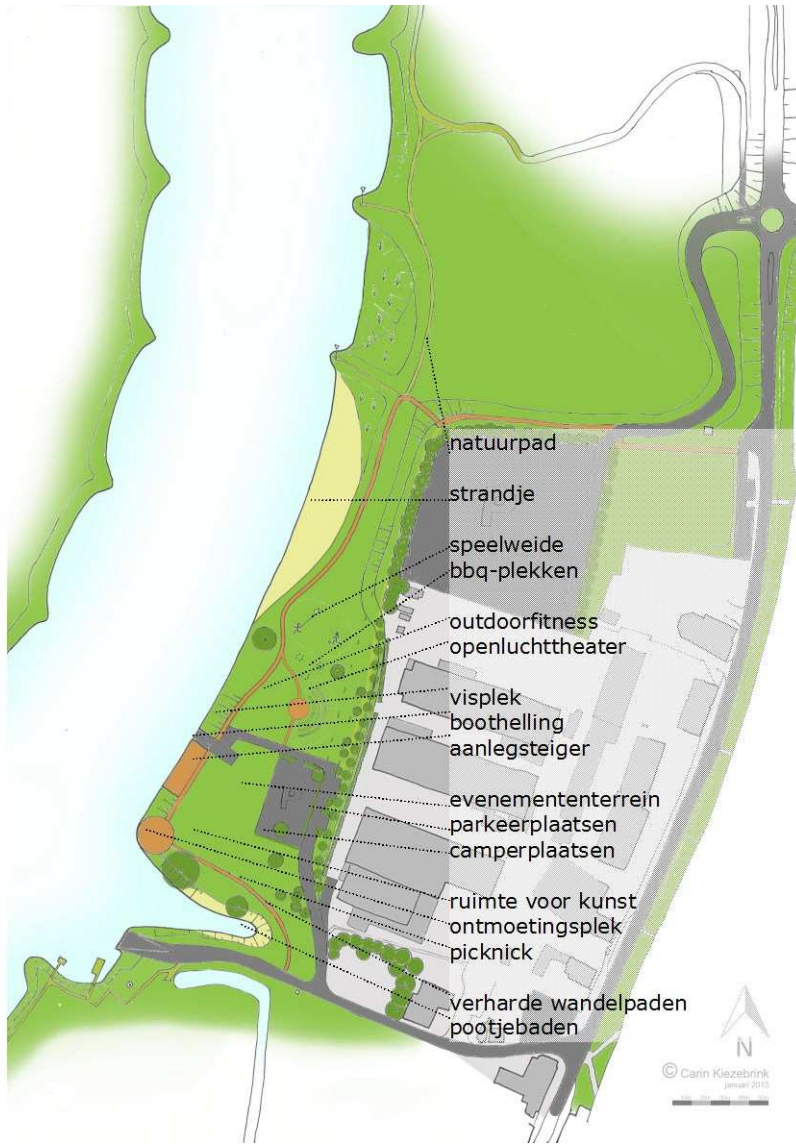 natuurpad
strandje
speelweide
bbq-plekken
outdoorfitness
openluchttheater
visplek
boothelling
aanlegsteiger
evenemententerrein
parkeerplaatsen
camperplaatsen
ruimte voor kunst
ontmoetingsplek
picknick
verharde wandelpaden
pootjebaden
N
© Carin Kiezebrink
januari 2015